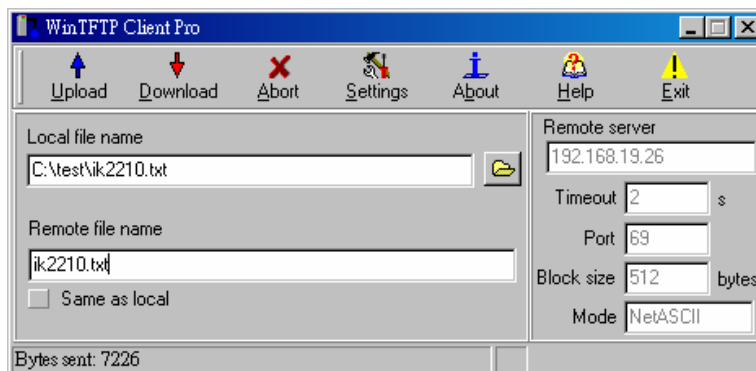 WinTFTP Client Pro
Upload Download Abort Settings About Help Exit
Local file name
C:\test\ik2210.txt
Remote file name
ik2210.txt
Same as local
Remote server
192.168.19.26
Timeout 2 s
Port 69
Block size 512 bytes
Mode NetASCII
Bytes sent: 7226